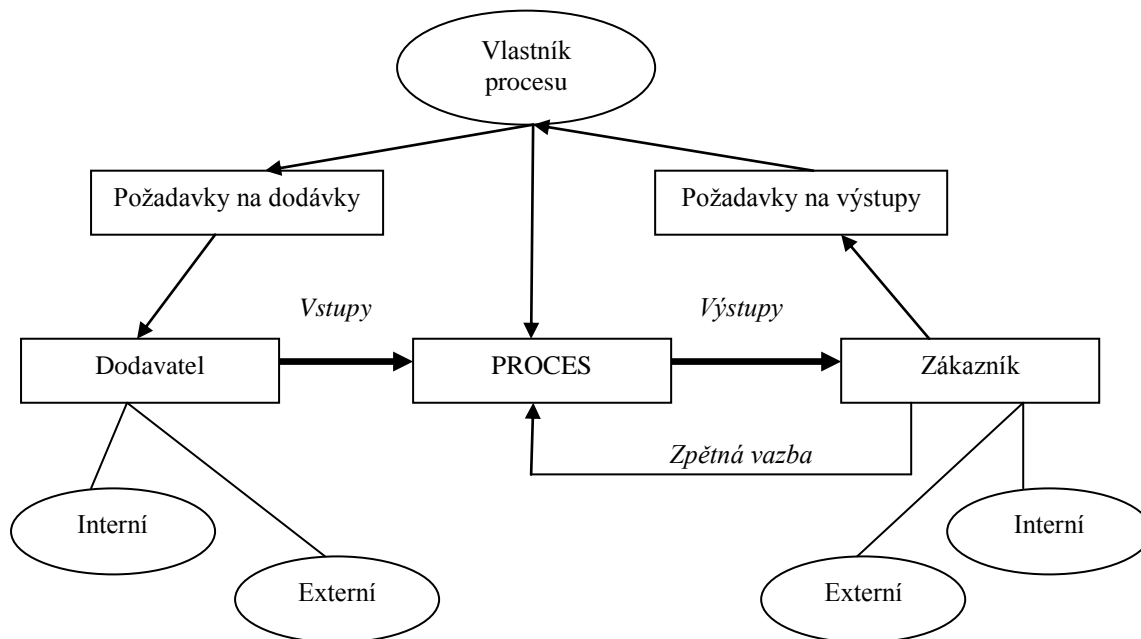 Vlastník
procesu
Požadavky na dodávky
Požadavky na výstupy
Vstupy
Výstupy
Dodavatel
PROCES
Zákazník
Zpětná vazba
Interní
Interní
Externí
Externí